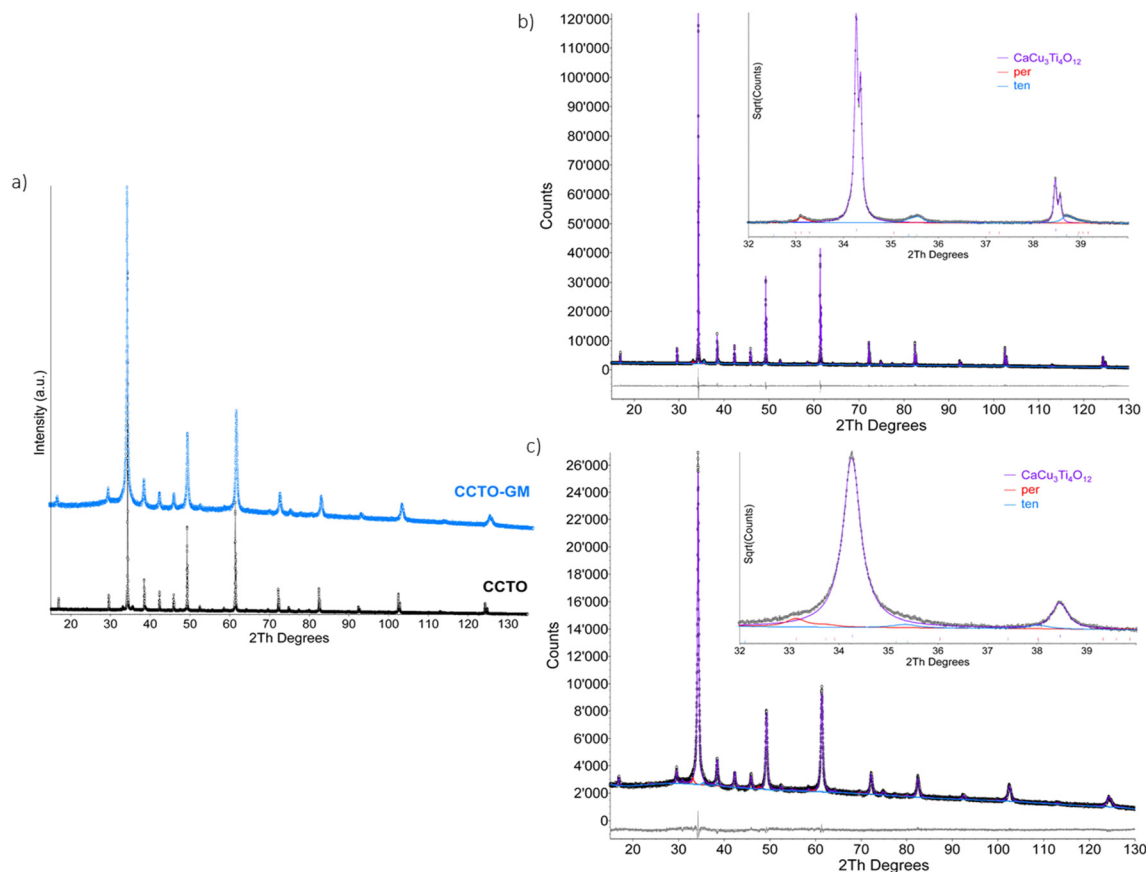 a)
Intensity (a.u.)
CCTO-GM
CCTO
20 30 40 50 60 70 80 90 100 110 120 130
2Th Degrees
b)
120'000
110'000
100'000
90'000
80'000
70'000
60'000
50'000
40'000
30'000
20'000
10'000
0
Counts
20 30 40 50 60 70 80 90 100 110 120 130
2Th Degrees
Sqrt(Counts)
CaCu3Ti4O12
per
ten
32 33 34 35 36 37 38 39
2Th Degrees
c)
26'000
24'000
22'000
20'000
18'000
16'000
14'000
12'000
10'000
8'000
6'000
4'000
2'000
0
Counts
20 30 40 50 60 70 80 90 100 110 120 130
2Th Degrees
Sqrt(Counts)
CaCu3Ti4O12
per
ten
32 33 34 35 36 37 38 39
2Th Degrees